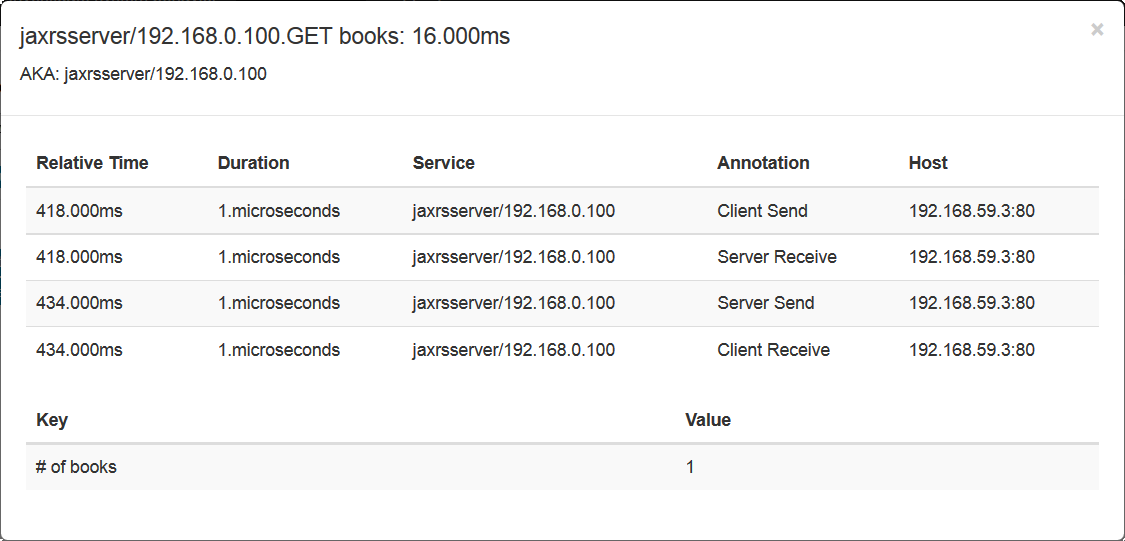 jaxrsserver/192.168.0.100.GET books: 16.000ms ×
AKA: jaxrsserver/192.168.0.100
Relative Time Duration Service Annotation Host
418.000ms 1.microseconds jaxrsserver/192.168.0.100 Client Send 192.168.59.3:80
418.000ms 1.microseconds jaxrsserver/192.168.0.100 Server Receive 192.168.59.3:80
434.000ms 1.microseconds jaxrsserver/192.168.0.100 Server Send 192.168.59.3:80
434.000ms 1.microseconds jaxrsserver/192.168.0.100 Client Receive 192.168.59.3:80
Key Value
# of books 1